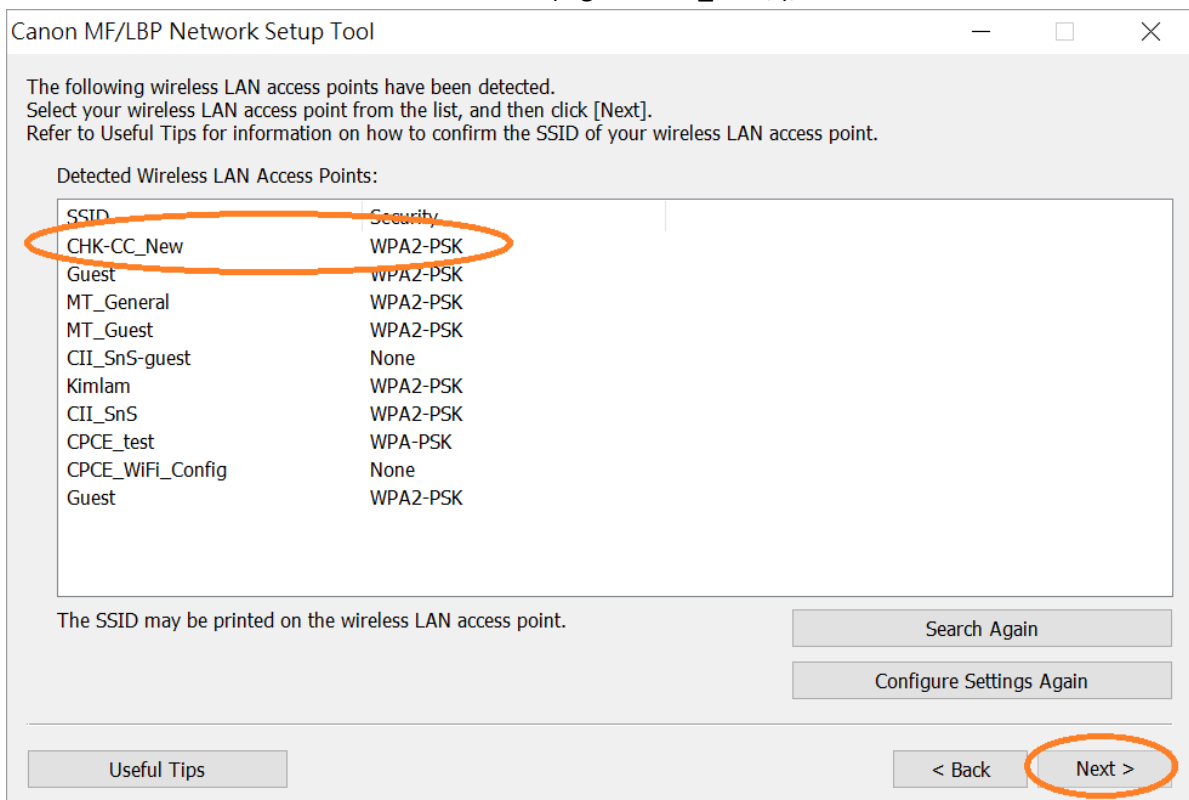 Canon MF/LBP Network Setup Tool
The following wireless LAN access points have been detected.
Select your wireless LAN access point from the list, and then click [Next].
Refer to Useful Tips for information on how to confirm the SSID of your wireless LAN access point.
Detected Wireless LAN Access Points:
SSID Security
CHK-CC_New WPA2-PSK
Guest WPA2-PSK
MT_General WPA2-PSK
MT_Guest WPA2-PSK
CII_SnS-guest None
Kimlam WPA2-PSK
CII_SnS WPA2-PSK
CPCE_test WPA-PSK
CPCE_WiFi_Config None
Guest WPA2-PSK
The SSID may be printed on the wireless LAN access point.
Search Again
Configure Settings Again
Useful Tips < Back Next >